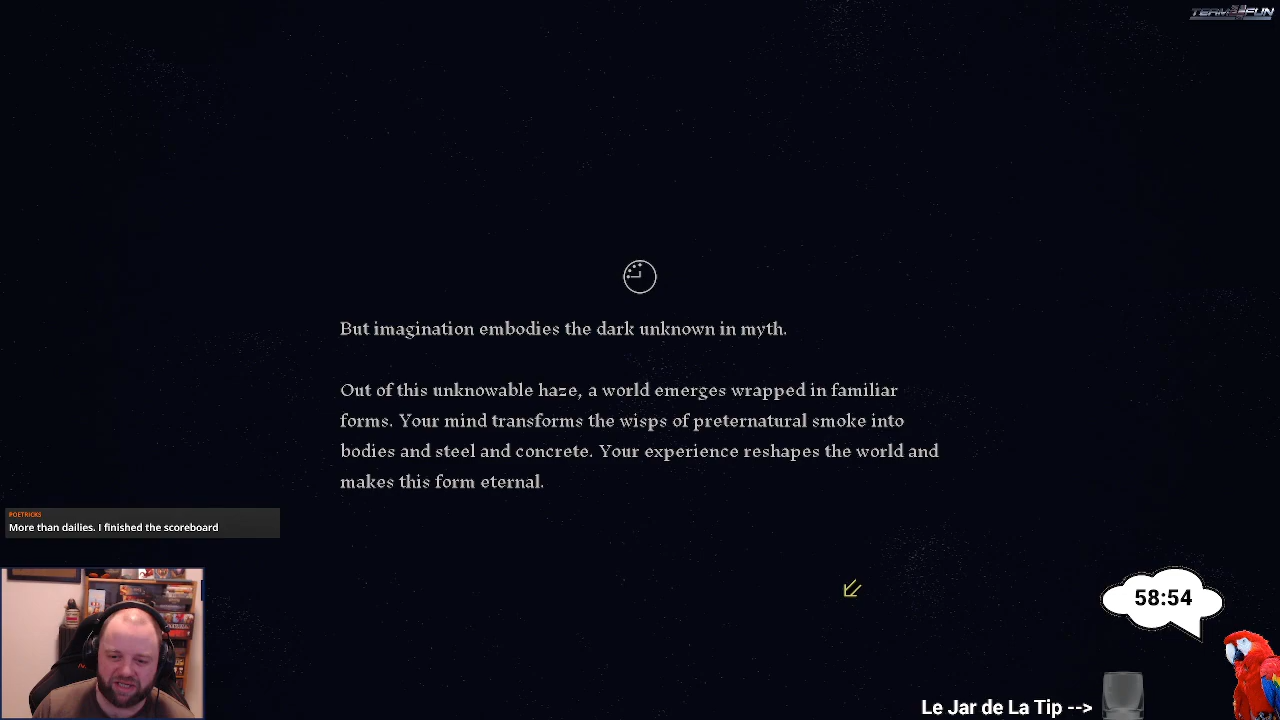 TEAM4FUN
But imagination embodies the dark unknown in myth.
Out of this unknowable haze, a world emerges wrapped in familiar
forms. Your mind transforms the wisps of preternatural smoke into
bodies and steel and concrete. Your experience reshapes the world and
makes this form eternal.
POETRICKS
More than dailies. I finished the scoreboard
58:54
Le Jar de La Tip -->